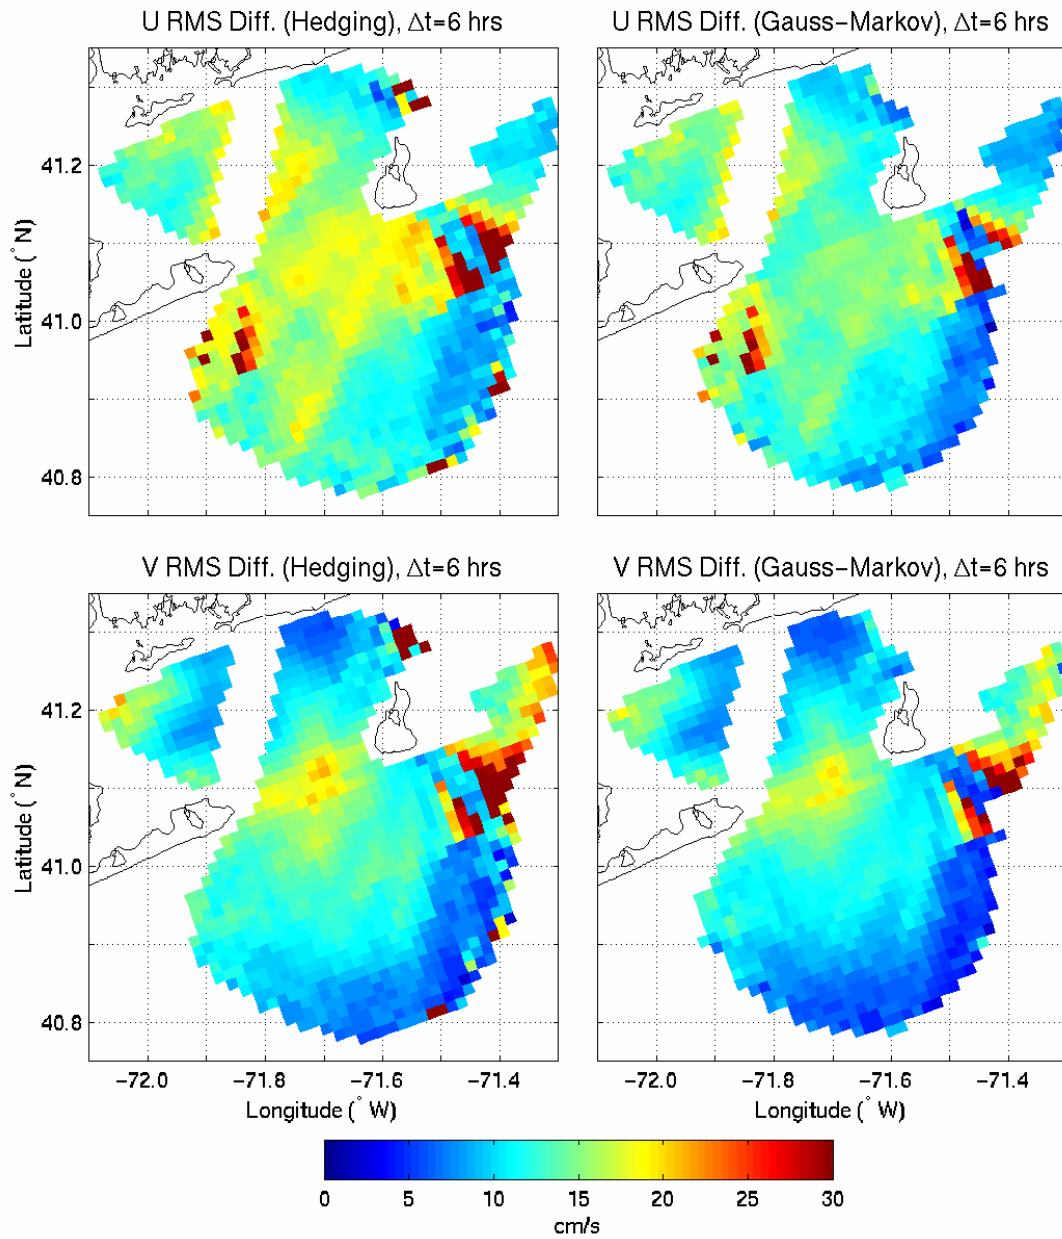 U RMS Diff. (Hedging), Δt=6 hrs
U RMS Diff. (Gauss-Markov), Δt=6 hrs
Latitude (° N)
41.2
41.0
40.8
V RMS Diff. (Hedging), Δt=6 hrs
V RMS Diff. (Gauss-Markov), Δt=6 hrs
Latitude (° N)
41.2
41.0
40.8
-72.0 -71.8 -71.6 -71.4
-72.0 -71.8 -71.6 -71.4
Longitude (° W)
Longitude (° W)
0 5 10 15 20 25 30
cm/s